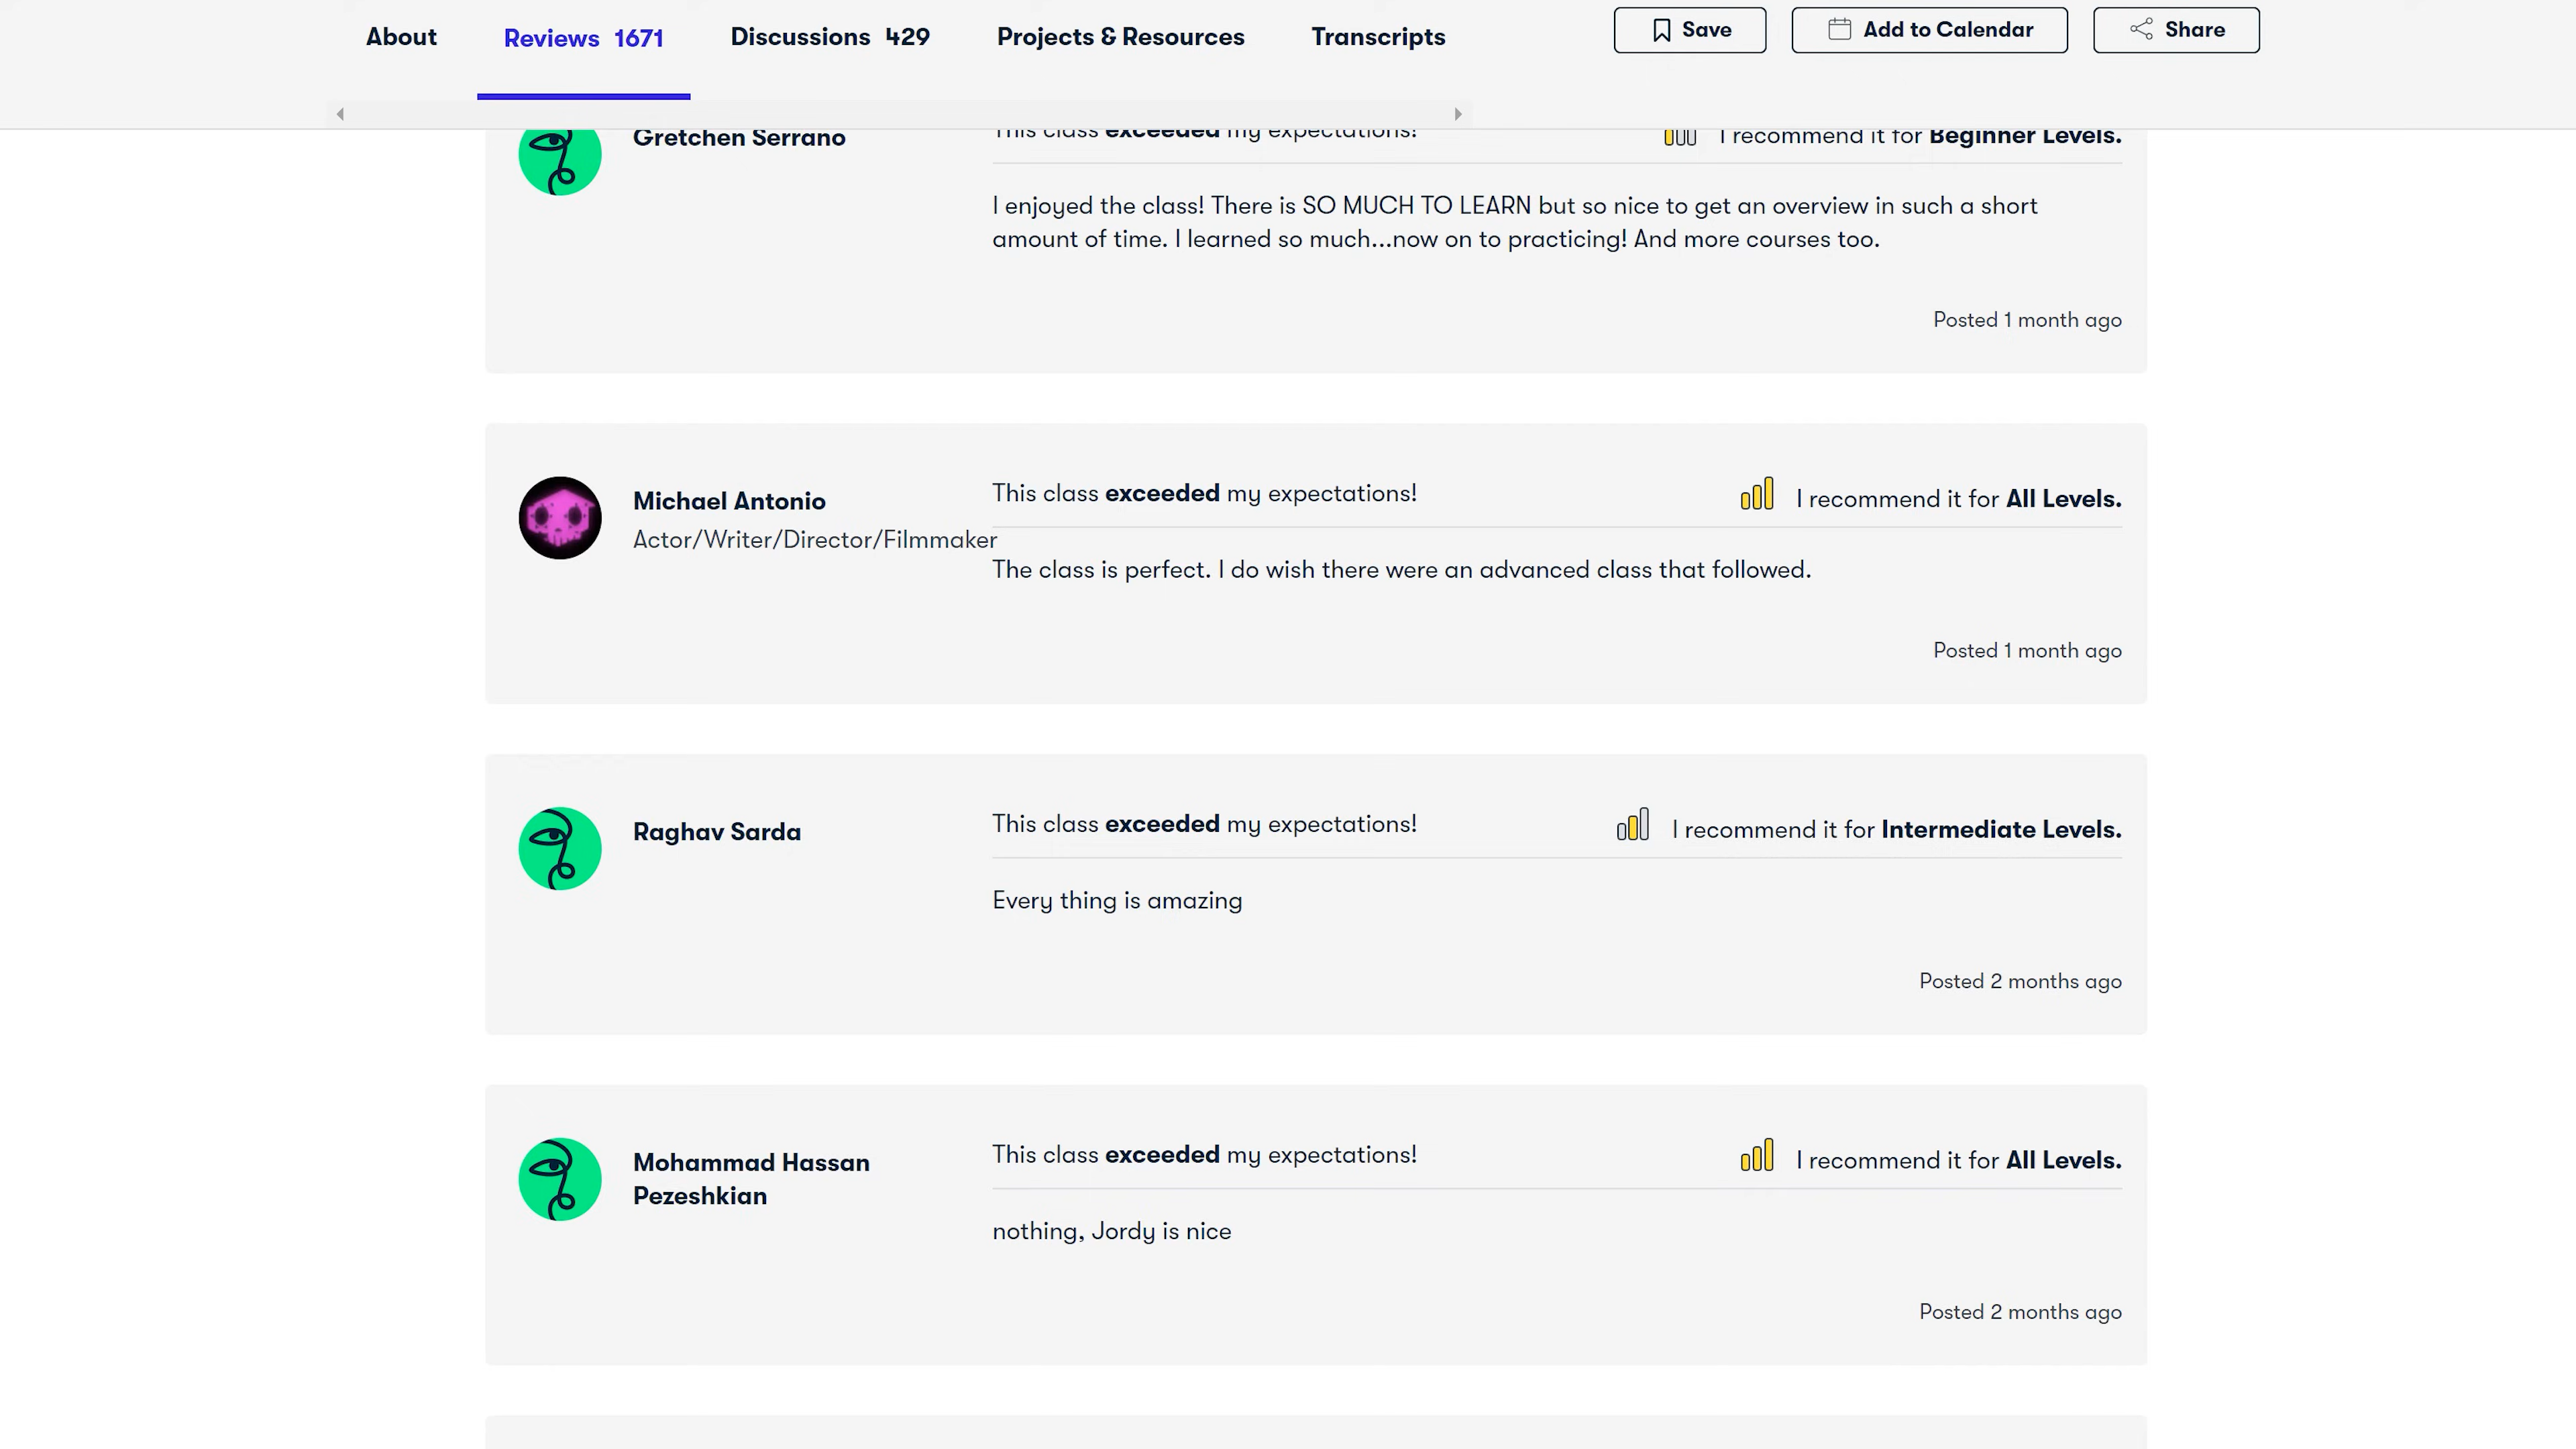 About
Reviews 1671
Discussions 429
Projects & Resources
Transcripts
Save
Add to Calendar
Share
Gretchen Serrano
This class exceeded my expectations!
I recommend it for Beginner Levels.
I enjoyed the class! There is SO MUCH TO LEARN but so nice to get an overview in such a short
amount of time. I learned so much...now on to practicing! And more courses too.
Posted 1 month ago
Michael Antonio
Actor/Writer/Director/Filmmaker
This class exceeded my expectations!
I recommend it for All Levels.
The class is perfect. I do wish there were an advanced class that followed.
Posted 1 month ago
Raghav Sarda
This class exceeded my expectations!
I recommend it for Intermediate Levels.
Every thing is amazing
Posted 2 months ago
Mohammad Hassan
Pezeshkian
This class exceeded my expectations!
I recommend it for All Levels.
nothing, Jordy is nice
Posted 2 months ago